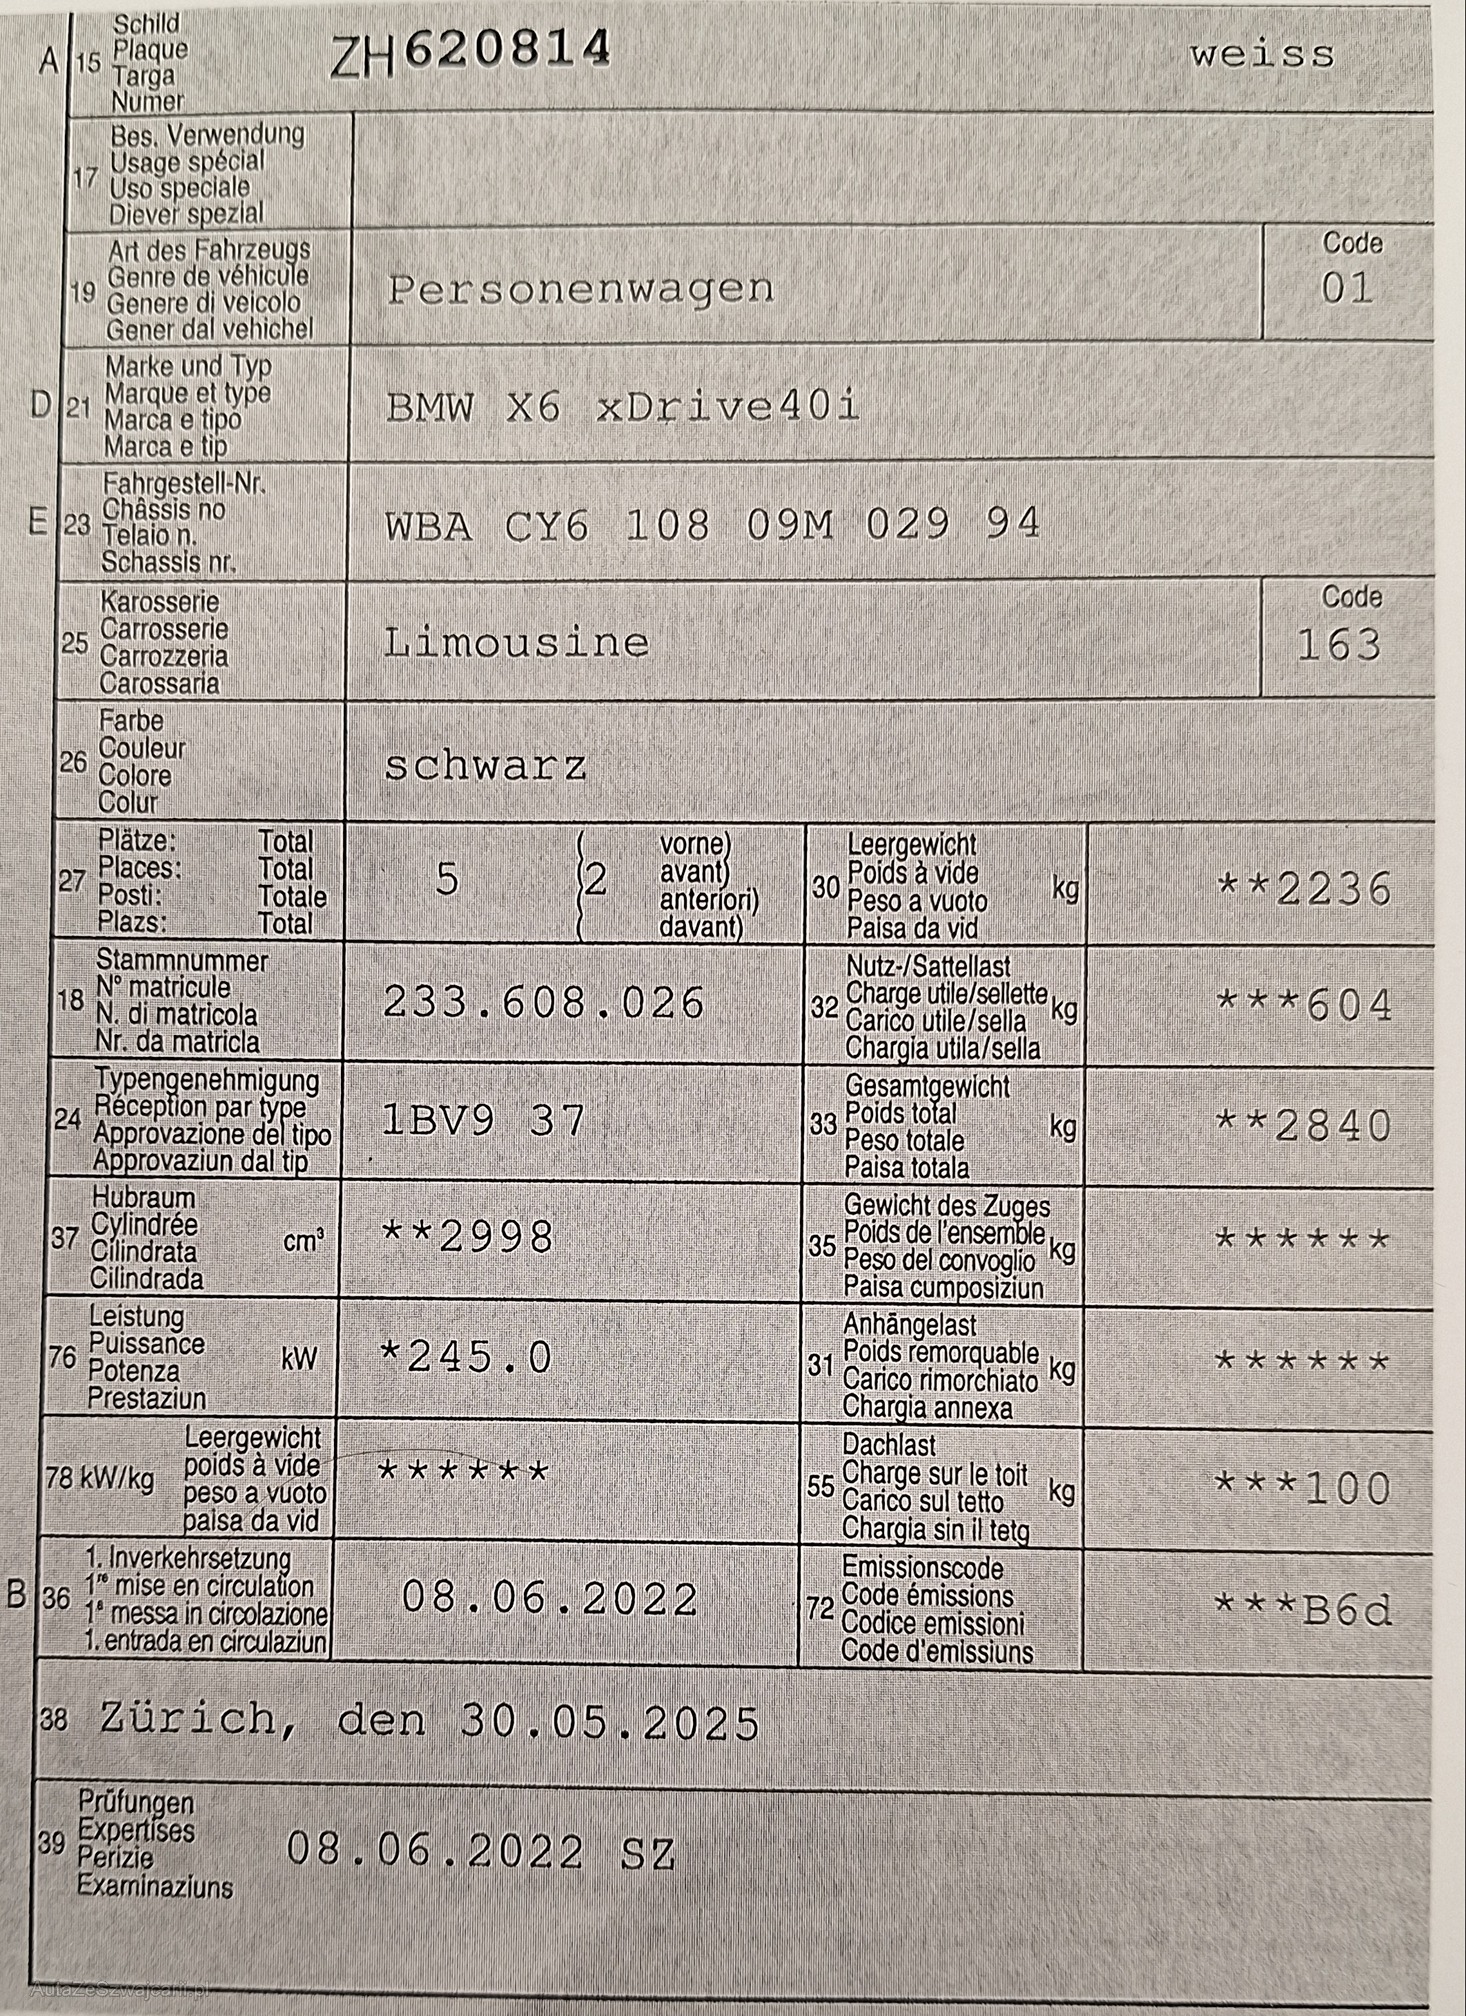 A 15 Schild
Plaque
Targa
Numer
ZH 620814 weiss
17 Bes. Verwendung
Usage spécial
Uso speciale
Diever spezial
19 Art des Fahrzeugs
Genre de véhicule
Genere di veicolo
Gener dal vehichel
Personenwagen
Code
01
D 21 Marke und Typ
Marque et type
Marca e tipo
Marca e tip
BMW X6 xDrive40i
E 23 Fahrgestell-Nr.
Châssis no
Telaio n.
Schassis nr.
WBA CY6 108 09M 029 94
25 Karosserie
Carrosserie
Carrozzeria
Carossaria
Limousine
Code
163
26 Farbe
Couleur
Colore
Colur
schwarz
27 Plätze: Total
Places: Total
Posti: Totale
Plazs: Total
5 (2 vorne)
avant)
anteriori)
davant)
30 Leergewicht
Poids à vide
Peso a vuoto
Paisa da vid
kg
**2236
18 Stammnummer
N° matricule
N. di matricola
Nr. da matricla
233.608.026
32 Nutz-/Sattellast
Charge utile/sellette
Carico utile/sella
Chargia utila/sella
kg
***604
24 Typengenehmigung
Réception par type
Approvazione del tipo
Approvaziun dal tip
1BV9 37
33 Gesamtgewicht
Poids total
Peso totale
Paisa totala
kg
**2840
37 Hubraum
Cylindrée
Cilindrata
Cilindrada
cm³
**2998
35 Gewicht des Zuges
Poids de l'ensemble
Peso del convoglio
Paisa cumposiziun
kg
******
76 Leistung
Puissance
Potenza
Prestaziun
kW
*245.0
31 Anhängelast
Poids remorquable
Carico rimorchiato
Chargia annexa
kg
******
78 kW/kg Leergewicht
poids à vide
peso a vuoto
paisa da vid
******
55 Dachlast
Charge sur le toit
Carico sul tetto
Chargia sin il tetg
kg
***100
B 36 1. Inverkehrsetzung
1re mise en circulation
1a messa in circolazione
1. entrada en circulaziun
08.06.2022
72 Emissionscode
Code émissions
Codice emissioni
Code d'emissiuns
***B6d
38 Zürich, den 30.05.2025
39 Prüfungen
Expertises
Perizie
Examinaziuns
08.06.2022 SZ
AutazeSzwajcarii.pl